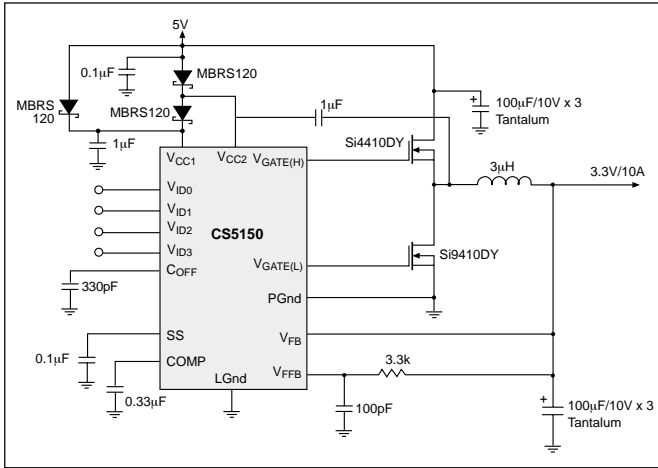 5V
0.1µF
MBRS120
MBRS
120
MBRS120
1µF
1µF
100µF/10V x 3
Tantalum
Si4410DY
3µH
3.3V/10A
VCC1
VCC2
VGATE(H)
VID0
VID1
VID2
VID3
CS5150
COFF
VGATE(L)
Si9410DY
330pF
PGnd
SS
VFB
0.1µF
COMP
VFFB
3.3k
LGnd
0.33µF
100pF
100µF/10V x 3
Tantalum